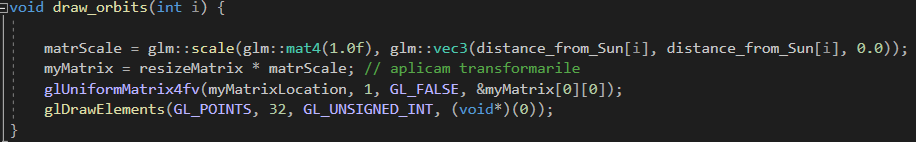 void draw_orbits(int i) {
matrScale = glm::scale(glm::mat4(1.0f), glm::vec3(distance_from_Sun[i], distance_from_Sun[i], 0.0));
myMatrix = resizeMatrix * matrScale; // aplicam transformarile
glUniformMatrix4fv(myMatrixLocation, 1, GL_FALSE, &myMatrix[0][0]);
glDrawElements(GL_POINTS, 32, GL_UNSIGNED_INT, (void*)(0));
}